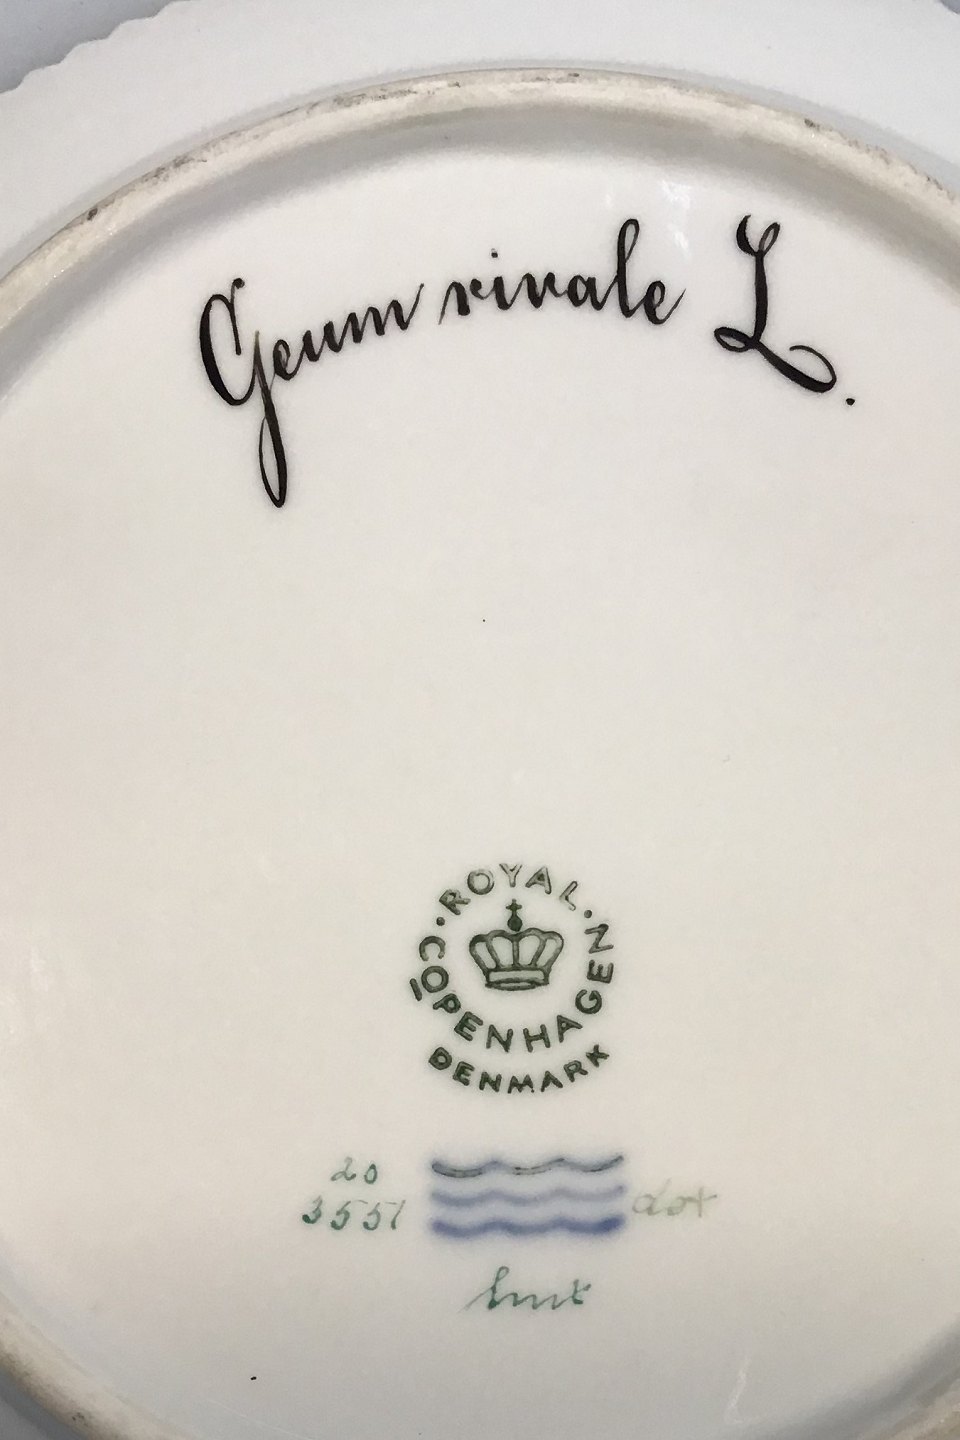 Geum rivale L.
ROYAL
COPENHAGEN
DENMARK
20
3551